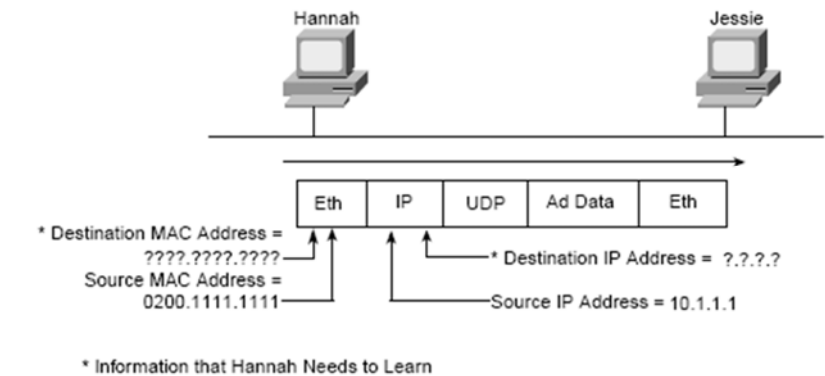 Hannah
Jessie
Eth
IP
UDP
Ad Data
Eth
* Destination MAC Address =
????.????.????
Source MAC Address =
0200.1111.1111
* Destination IP Address = ?.?.?.?
Source IP Address = 10.1.1.1
* Information that Hannah Needs to Learn